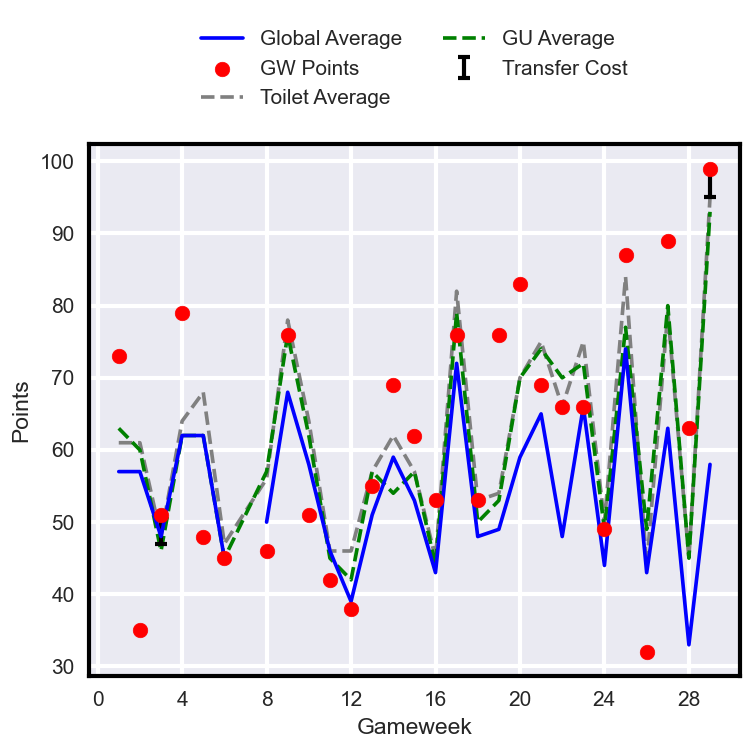 Global Average
GW Points
Toilet Average
GU Average
Transfer Cost
100
90
80
70
60
50
40
30
Points
0 4 8 12 16 20 24 28
Gameweek